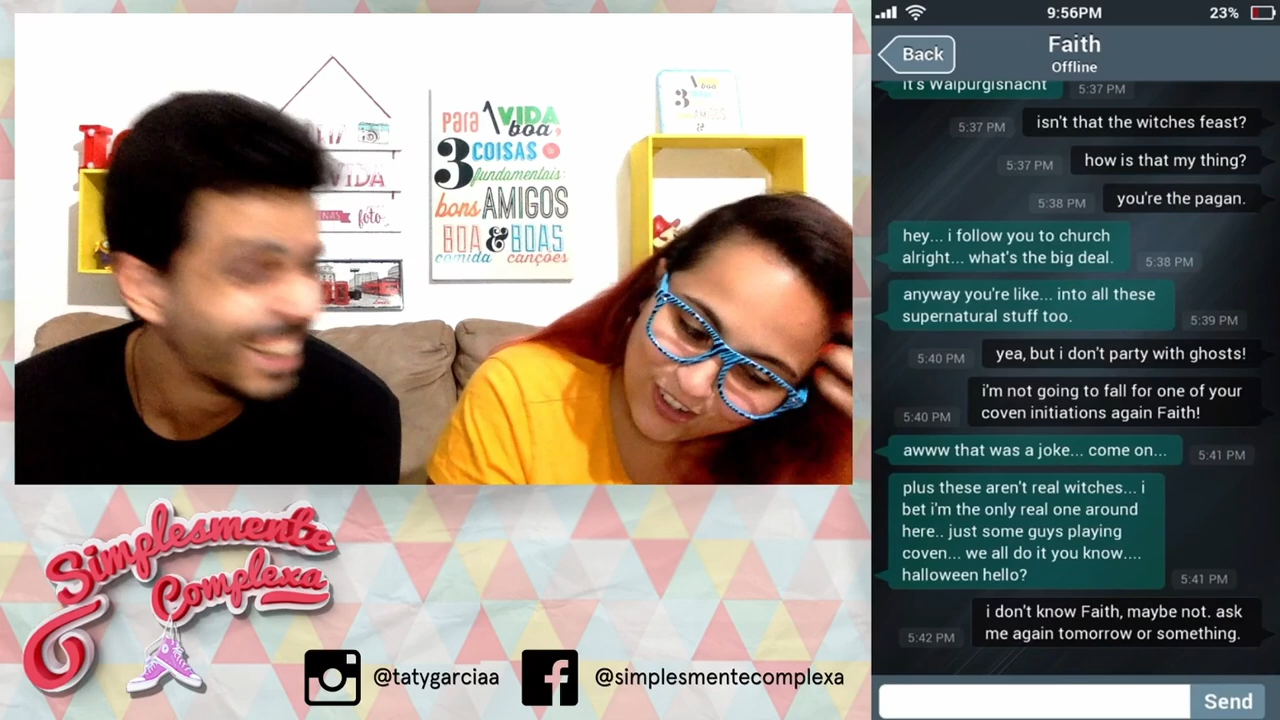 VIDA
foto
London
para 1 VIDA
boa,
3 COISAS
fundamentais:
bons AMIGOS
BOA & BOAS
comida canções
3
boa
Simplesmente
Complexa
@tatygarciaa
@simplesmentecomplexa
9:56PM
23%
Back
Faith
Offline
it's Walpurgisnacht
5:37 PM
isn't that the witches feast?
5:37 PM
how is that my thing?
5:37 PM
you're the pagan.
5:38 PM
hey... i follow you to church
alright... what's the big deal.
5:38 PM
anyway you're like... into all these
supernatural stuff too.
5:39 PM
yea, but i don't party with ghosts!
5:40 PM
i'm not going to fall for one of your
coven initiations again Faith!
5:40 PM
awww that was a joke... come on...
5:41 PM
plus these aren't real witches... i
bet i'm the only real one around
here.. just some guys playing
coven... we all do it you know....
halloween hello?
5:41 PM
i don't know Faith, maybe not. ask
me again tomorrow or something.
5:42 PM
Send